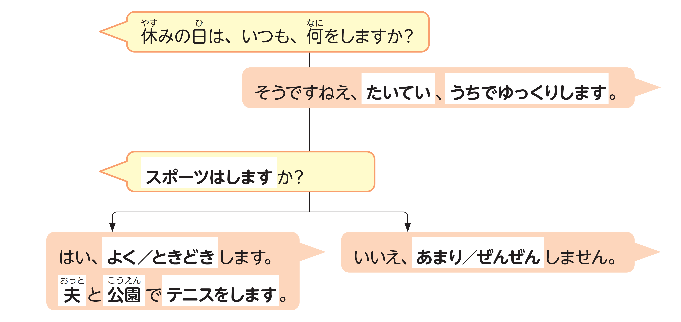 休みの日は、いつも、何をしますか？
そうですねえ、たいてい、うちでゆっくりします。
スポーツはしますか？
はい、よく／ときどきします。
夫と公園でテニスをします。
いいえ、あまり／ぜんぜんしません。